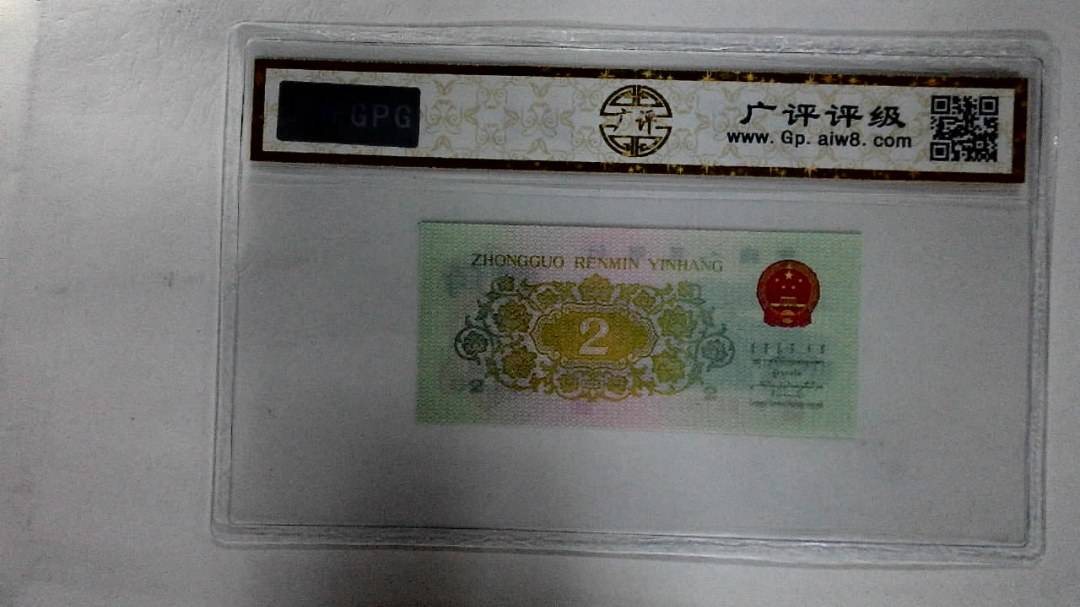 GPG
广评
广评评级
www. Gp. aiw8. com
ZHONGGUO RENMIN YINHANG
2
2 2